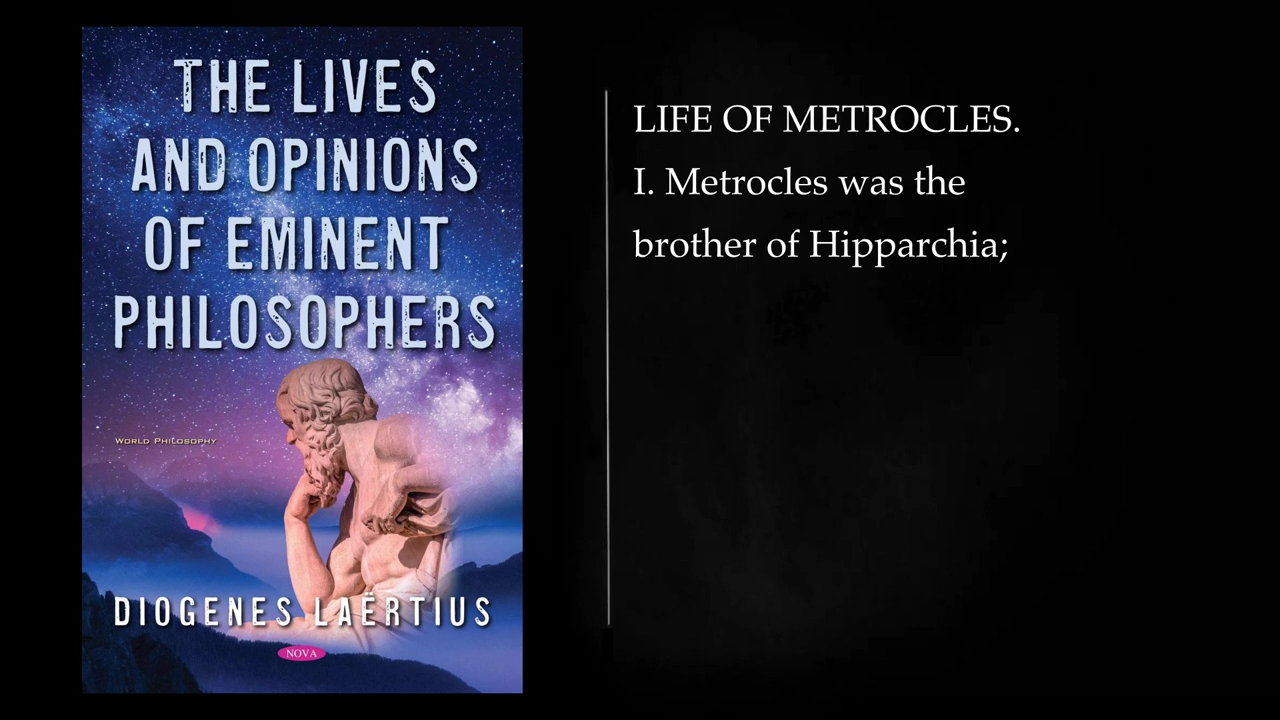 THE LIVES
AND OPINIONS
OF EMINENT
PHILOSOPHERS
WORLD PHILOSOPHY
DIOGENES LAËRTIUS
NOVA
LIFE OF METROCLES.
I. Metrocles was the
brother of Hipparchia;